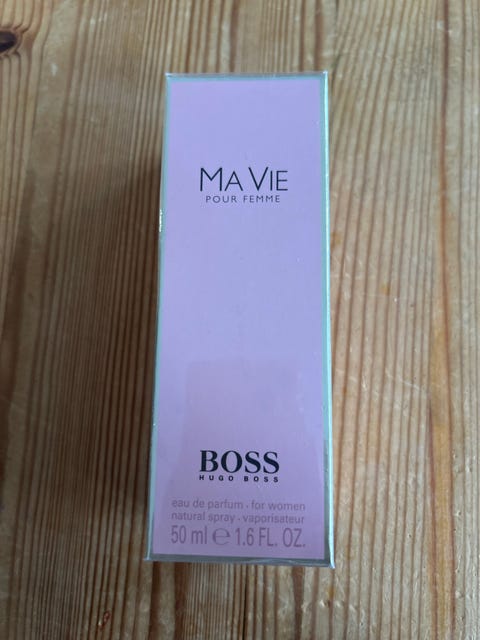 MA VIE
POUR FEMME
BOSS
HUGO BOSS
eau de parfum · for women
natural spray · vaporisateur
50 ml ℮ 1.6 FL. OZ.